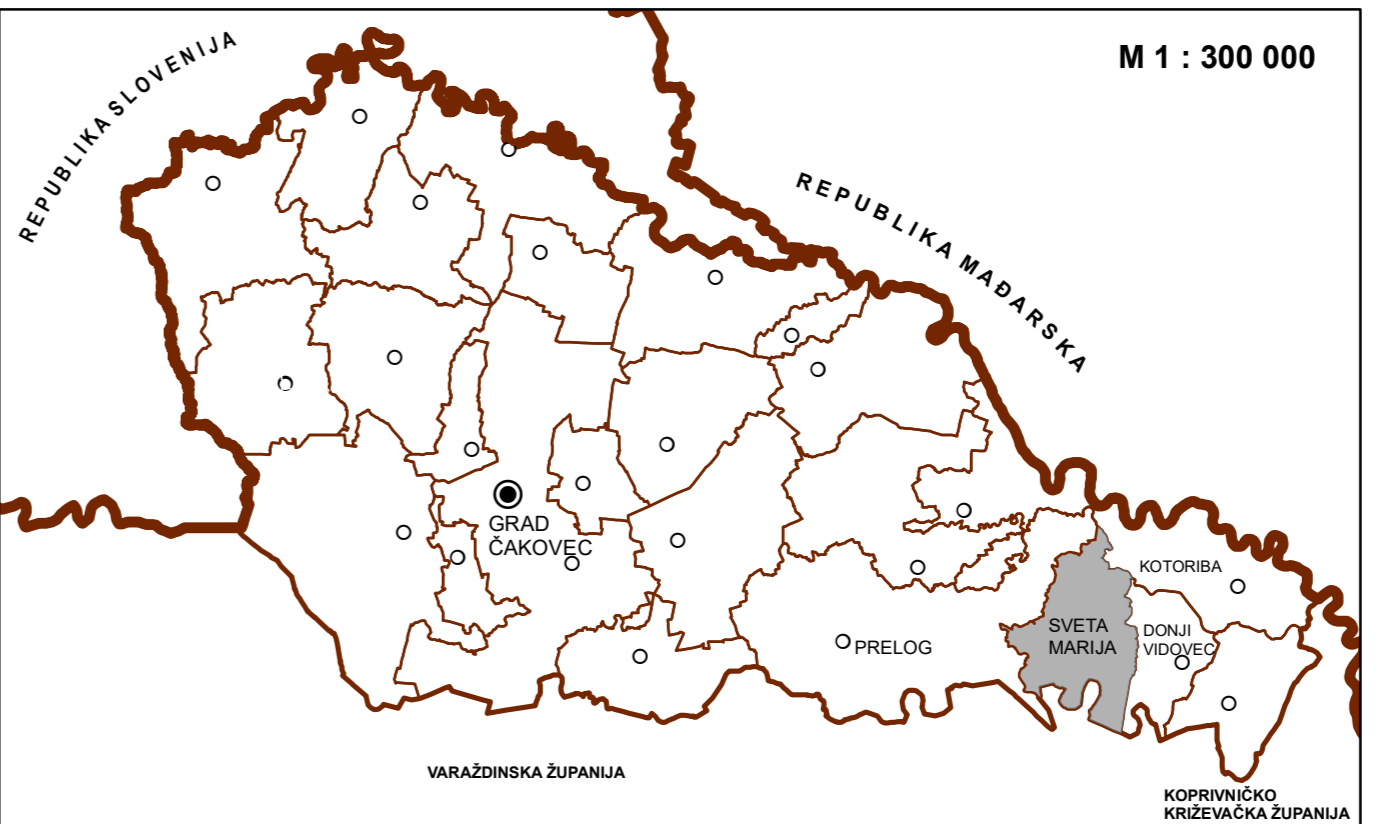 M 1 : 300 000
REPUBLIKA SLOVENIJA
REPUBLIKA MAĐARSKA
GRAD
ČAKOVEC
KOTORIBA
SVETA
MARIJA
DONJI
VIDOVEC
PRELOG
VARAŽDINSKA ŽUPANIJA
KOPRIVNIČKO
KRIŽEVAČKA ŽUPANIJA